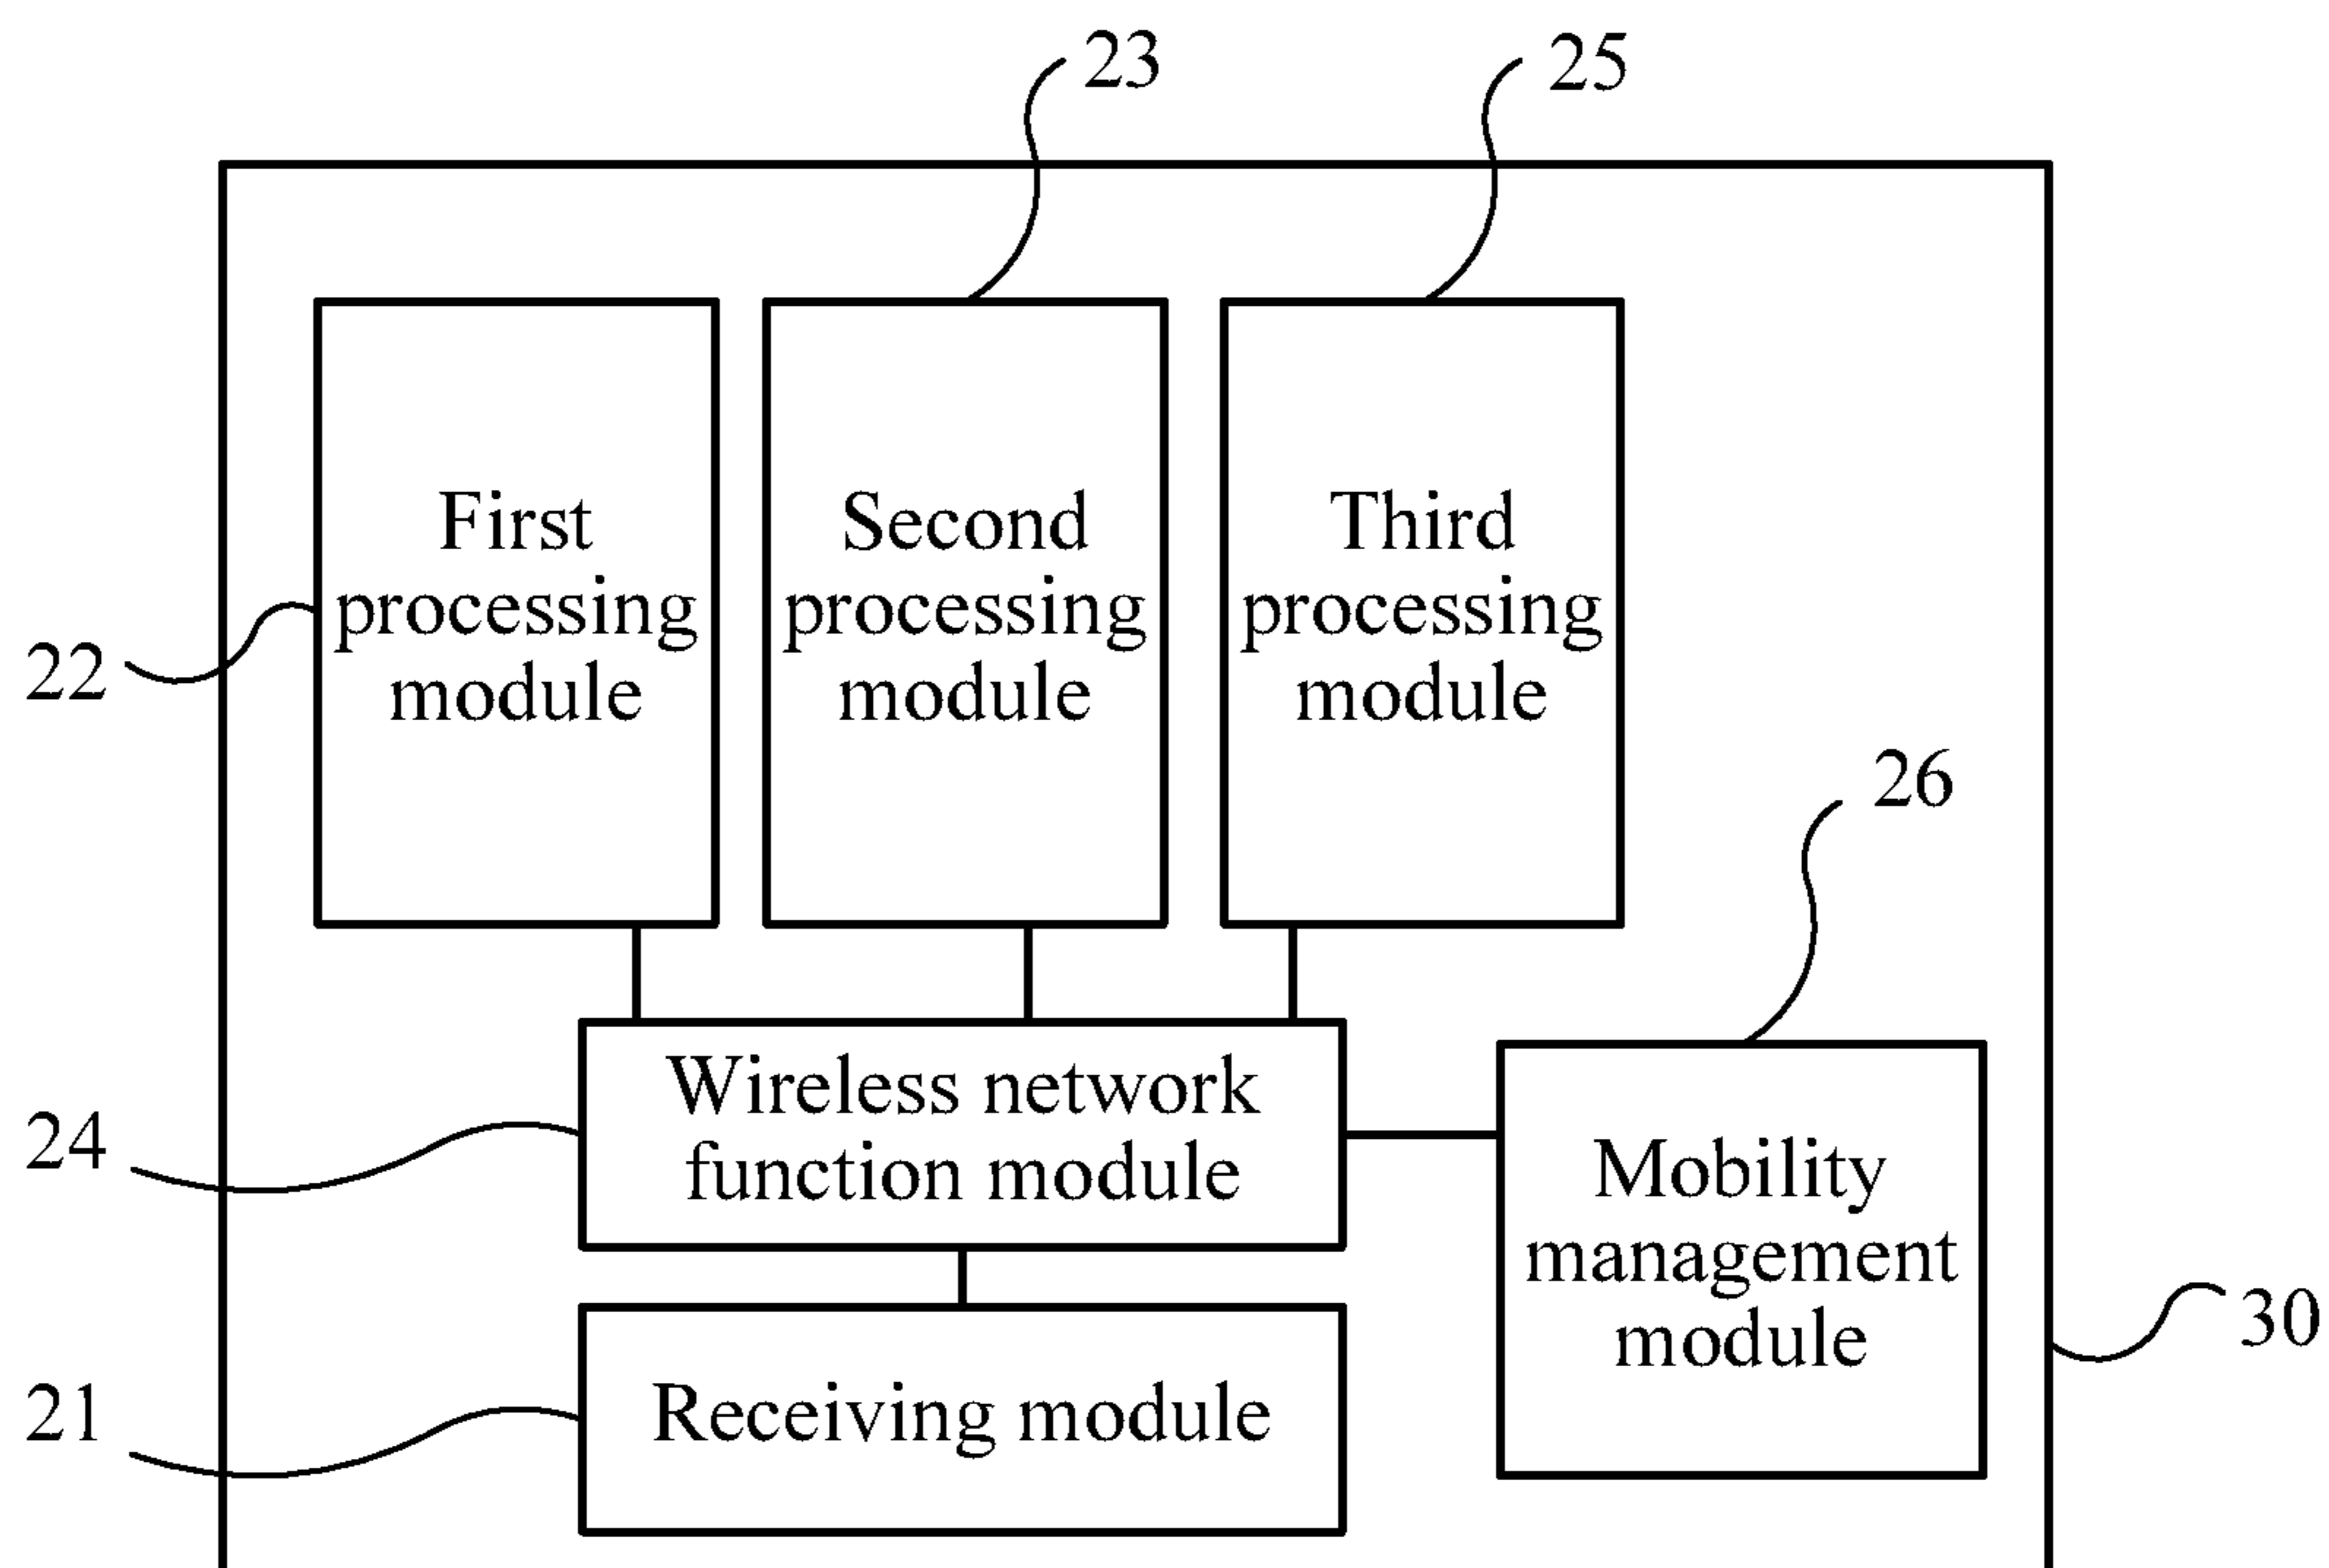 23
25
First
processing
module
Second
processing
module
Third
processing
module
22
26
Wireless network
function module
24
Mobility
management
module
30
Receiving module
21